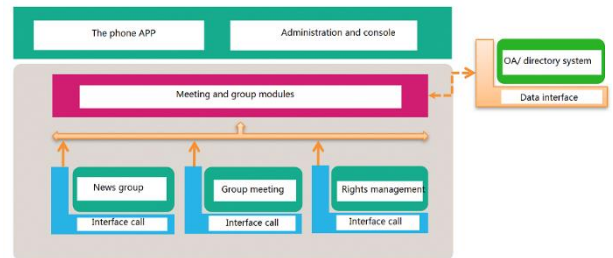 The phone APP
Administration and console
OA/ directory system
Meeting and group modules
Data interface
News group
Group meeting
Rights management
Interface call
Interface call
Interface call